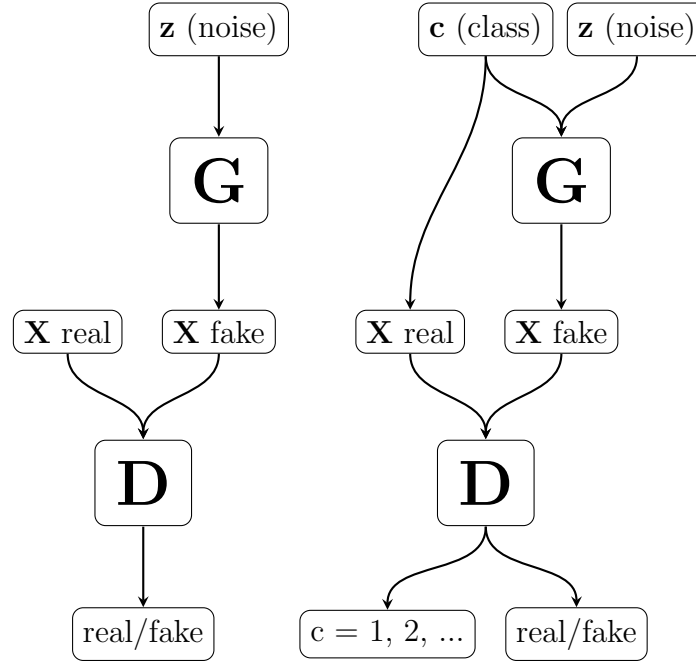 z (noise)
G
X real
X fake
D
real/fake
c (class)
z (noise)
G
X real
X fake
D
c = 1, 2, ...
real/fake